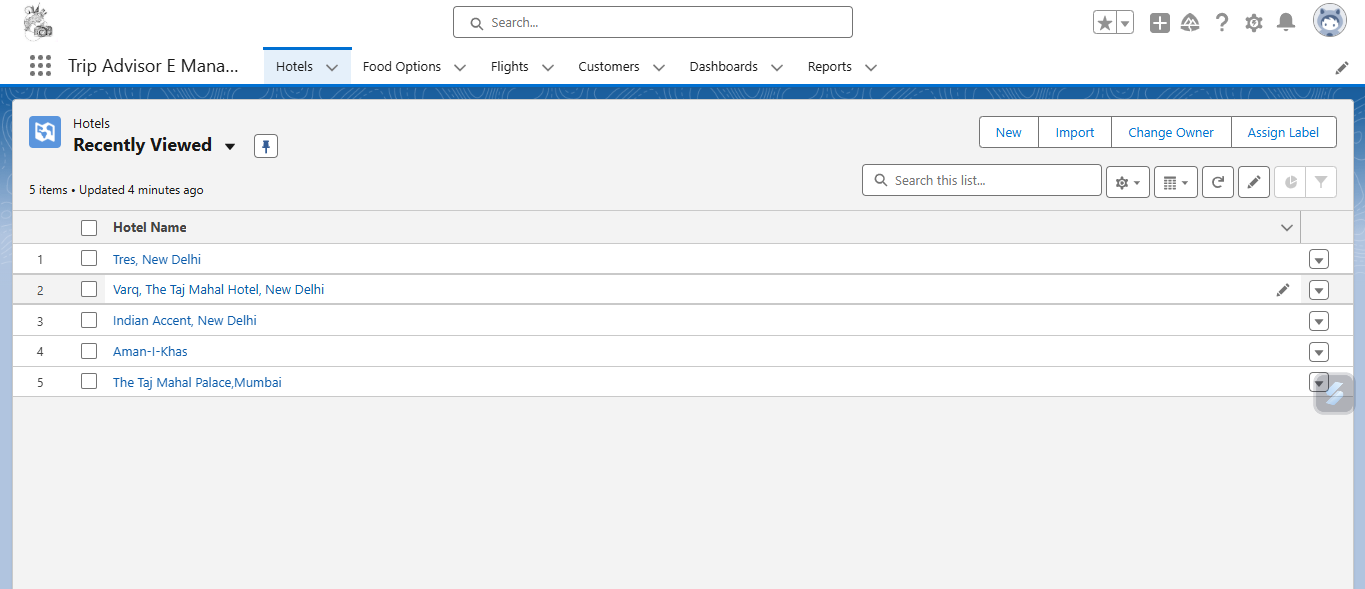 Search...
Trip Advisor E Mana...
Hotels
Food Options
Flights
Customers
Dashboards
Reports
Hotels
Recently Viewed
New
Import
Change Owner
Assign Label
5 items • Updated 4 minutes ago
Search this list...
Hotel Name
1 Tres, New Delhi
2 Varq, The Taj Mahal Hotel, New Delhi
3 Indian Accent, New Delhi
4 Aman-I-Khas
5 The Taj Mahal Palace,Mumbai